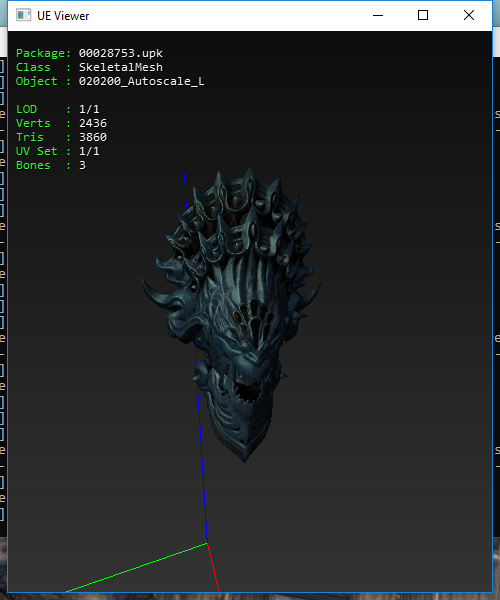 UE Viewer
Package: 00028753.upk
Class : SkeletalMesh
Object : 020200_Autoscale_L
LOD : 1/1
Verts : 2436
Tris : 3860
UV Set : 1/1
Bones : 3